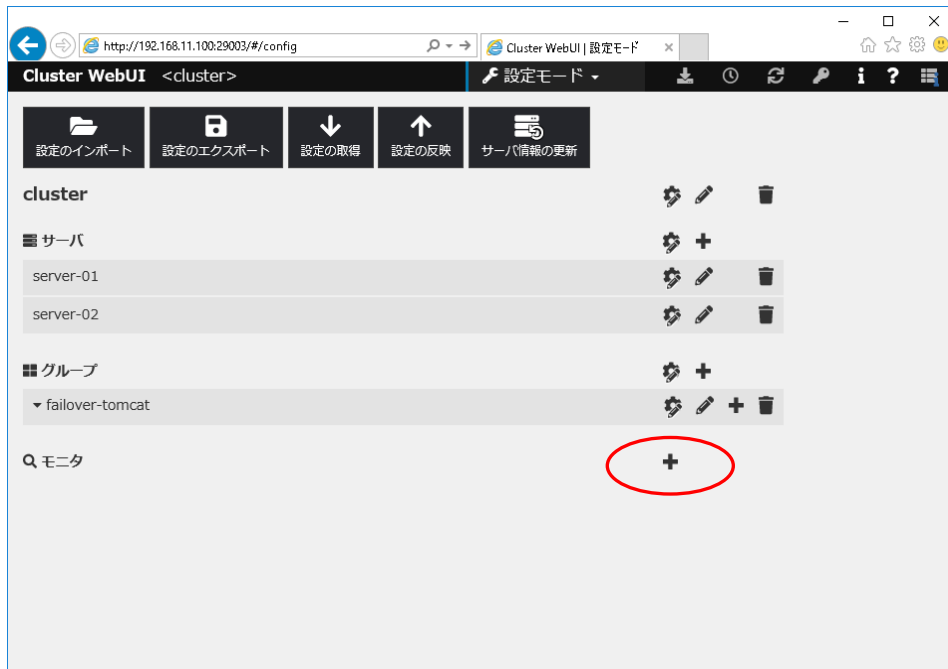 http://192.168.11.100:29003/#/config
Cluster WebUI | 設定モード
Cluster WebUI <cluster>
設定モード
設定のインポート
設定のエクスポート
設定の取得
設定の反映
サーバ情報の更新
cluster
サーバ
server-01
server-02
グループ
failover-tomcat
モニタ